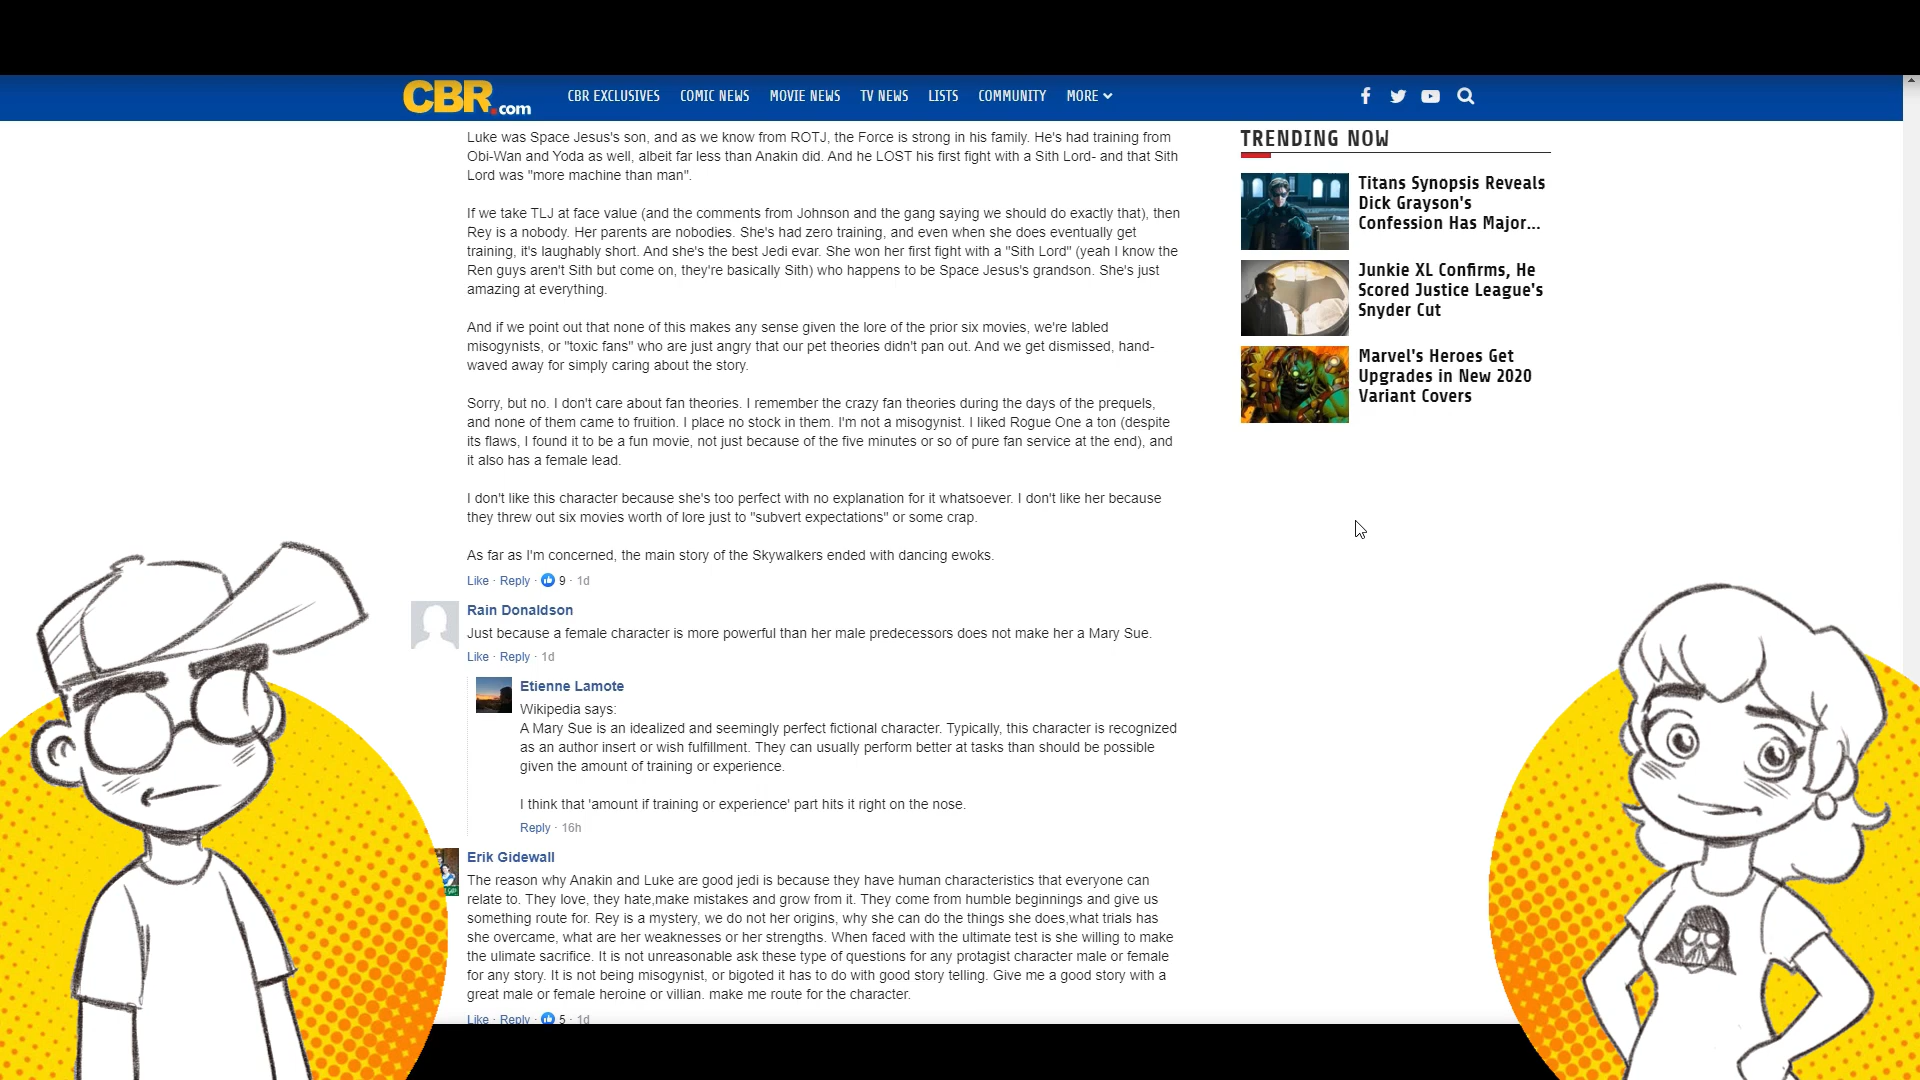 CBR.com
CBR EXCLUSIVES COMIC NEWS MOVIE NEWS TV NEWS LISTS COMMUNITY MORE
Luke was Space Jesus's son, and as we know from ROTJ, the Force is strong in his family. He's had training from
Obi-Wan and Yoda as well, albeit far less than Anakin did. And he LOST his first fight with a Sith Lord- and that Sith
Lord was "more machine than man".
If we take TLJ at face value (and the comments from Johnson and the gang saying we should do exactly that), then
Rey is a nobody. Her parents are nobodies. She's had zero training, and even when she does eventually get
training, it's laughably short. And she's the best Jedi evar. She won her first fight with a "Sith Lord" (yeah I know the
Ren guys aren't Sith but come on, they're basically Sith) who happens to be Space Jesus's grandson. She's just
amazing at everything.
And if we point out that none of this makes any sense given the lore of the prior six movies, we're labled
misogynists, or "toxic fans" who are just angry that our pet theories didn't pan out. And we get dismissed, hand-
waved away for simply caring about the story.
Sorry, but no. I don't care about fan theories. I remember the crazy fan theories during the days of the prequels,
and none of them came to fruition. I place no stock in them. I'm not a misogynist. I liked Rogue One a ton (despite
its flaws, I found it to be a fun movie, not just because of the five minutes or so of pure fan service at the end), and
it also has a female lead.
I don't like this character because she's too perfect with no explanation for it whatsoever. I don't like her because
they threw out six movies worth of lore just to "subvert expectations" or some crap.
As far as I'm concerned, the main story of the Skywalkers ended with dancing ewoks.
Like · Reply · 9 · 1d
Rain Donaldson
Just because a female character is more powerful than her male predecessors does not make her a Mary Sue.
Like · Reply · 1d
Etienne Lamote
Wikipedia says:
A Mary Sue is an idealized and seemingly perfect fictional character. Typically, this character is recognized
as an author insert or wish fulfillment. They can usually perform better at tasks than should be possible
given the amount of training or experience.
I think that 'amount if training or experience' part hits it right on the nose.
Reply · 16h
Erik Gidewall
The reason why Anakin and Luke are good jedi is because they have human characteristics that everyone can
relate to. They love, they hate,make mistakes and grow from it. They come from humble beginnings and give us
something route for. Rey is a mystery, we do not her origins, why she can do the things she does,what trials has
she overcame, what are her weaknesses or her strengths. When faced with the ultimate test is she willing to make
the ulimate sacrifice. It is not unreasonable ask these type of questions for any protagist character male or female
for any story. It is not being misogynist, or bigoted it has to do with good story telling. Give me a good story with a
great male or female heroine or villian. make me route for the character.
Like · Reply · 5 · 1d
TRENDING NOW
Titans Synopsis Reveals
Dick Grayson's
Confession Has Major...
Junkie XL Confirms, He
Scored Justice League's
Snyder Cut
Marvel's Heroes Get
Upgrades in New 2020
Variant Covers